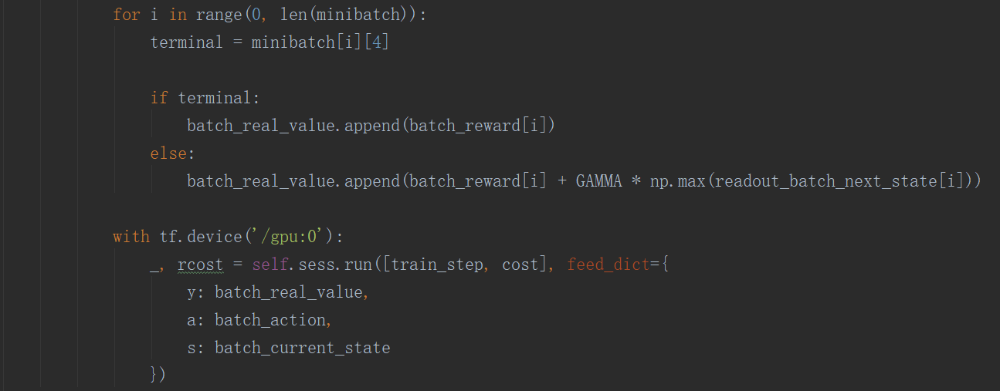 for i in range(0, len(minibatch)):
terminal = minibatch[i][4]
if terminal:
batch_real_value.append(batch_reward[i])
else:
batch_real_value.append(batch_reward[i] + GAMMA * np.max(readout_batch_next_state[i]))
with tf.device('/gpu:0'):
_, rcost = self.sess.run([train_step, cost], feed_dict={
y: batch_real_value,
a: batch_action,
s: batch_current_state
})